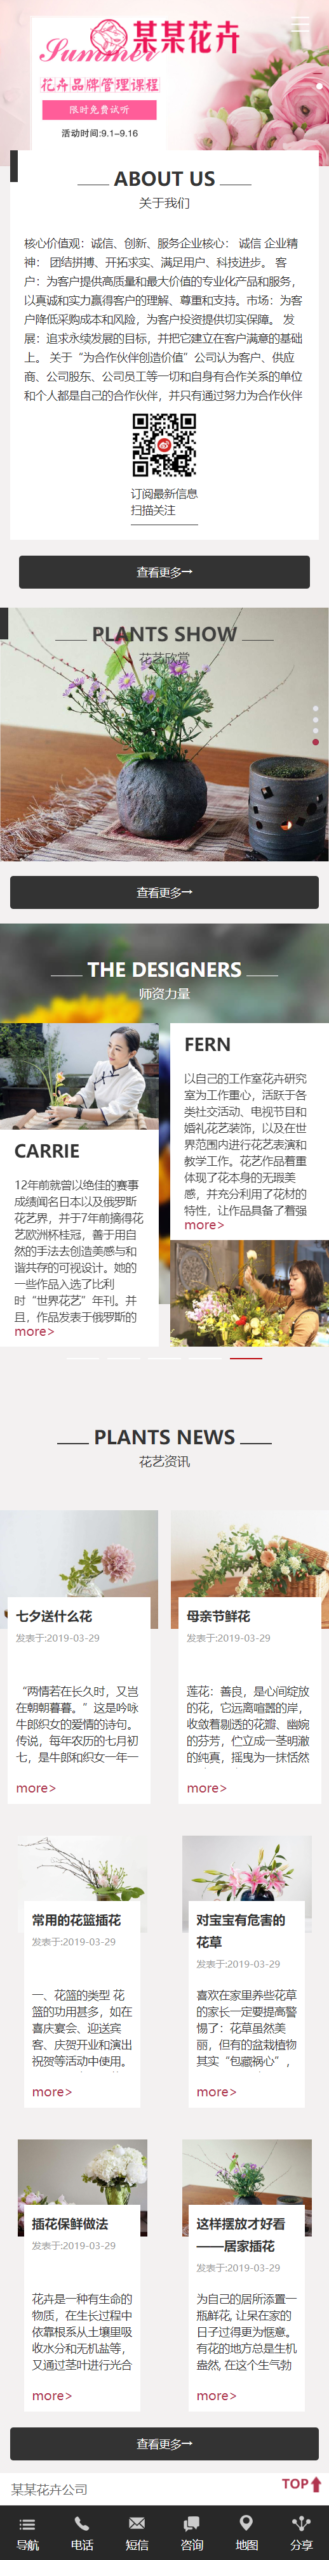 某某花卉
Summer
花卉品牌管理课程
限时免费试听
活动时间:9.1~9.16
ABOUT US
关于我们
核心价值观：诚信、创新、服务企业核心： 诚信 企业精
神： 团结拼搏、开拓求实、满足用户、科技进步。 客
户：为客户提供高质量和最大价值的专业化产品和服务，
以真诚和实力赢得客户的理解、尊重和支持。市场：为客
户降低采购成本和风险，为客户投资提供切实保障。 发
展：追求永续发展的目标，并把它建立在客户满意的基础
上。 关于“为合作伙伴创造价值”公司认为客户、供应
商、公司股东、公司员工等一切和自身有合作关系的单位
和个人都是自己的合作伙伴，并只有通过努力为合作伙伴
订阅最新信息
扫描关注
查看更多→
PLANTS SHOW
花艺欣赏
查看更多→
THE DESIGNERS
师资力量
CARRIE
12年前就曾以绝佳的赛事
成绩闻名日本以及俄罗斯
花艺界，并于7年前摘得花
艺欧洲杯桂冠，善于用自
然的手法去创造美感与和
谐共存的可视设计。她的
一些作品入选了比利
时“世界花艺”年刊。并
且，作品发表于俄罗斯的
more>
FERN
以自己的工作室花卉研究
室为工作重心，活跃于各
类社交活动、电视节目和
婚礼花艺装饰，以及在世
界范围内进行花艺表演和
教学工作。花艺作品着重
体现了花本身的无瑕美
感，并充分利用了花材的
特性，让作品具备了着强
more>
PLANTS NEWS
花艺资讯
七夕送什么花
发表于:2019-03-29
“两情若在长久时，又岂
在朝朝暮暮。”这是吟咏
牛郎织女的爱情的诗句。
传说，每年农历的七月初
七，是牛郎和织女一年一
more>
母亲节鲜花
发表于:2019-03-29
莲花：善良，是心间绽放
的花，它远离喧嚣的岸，
收敛着剔透的花瓣、幽婉
的芬芳，伫立成一茎明澈
的纯真，摇曳为一抹恬然
more>
常用的花篮插花
发表于:2019-03-29
一、花篮的类型 花
篮的功用甚多，如在
喜庆宴会、迎送宾
客、庆贺开业和演出
祝贺等活动中使用。
more>
对宝宝有危害的
花草
发表于:2019-03-29
喜欢在家里养些花草
的家长一定要提高警
惕了：花草虽然美
丽，但有的盆栽植物
其实“包藏祸心”，
more>
插花保鲜做法
发表于:2019-03-29
花卉是一种有生命的
物质，在生长过程中
依靠根系从土壤里吸
收水分和无机盐等，
又通过茎叶进行光合
more>
这样摆放才好看
——居家插花
发表于:2019-03-29
为自己的居所添置一
瓶鲜花, 让呆在家的
日子过得更为惬意。
有花的地方总是生机
盎然, 在这个生气勃
more>
查看更多→
某某花卉公司
TOP
导航
电话
短信
咨询
地图
分享